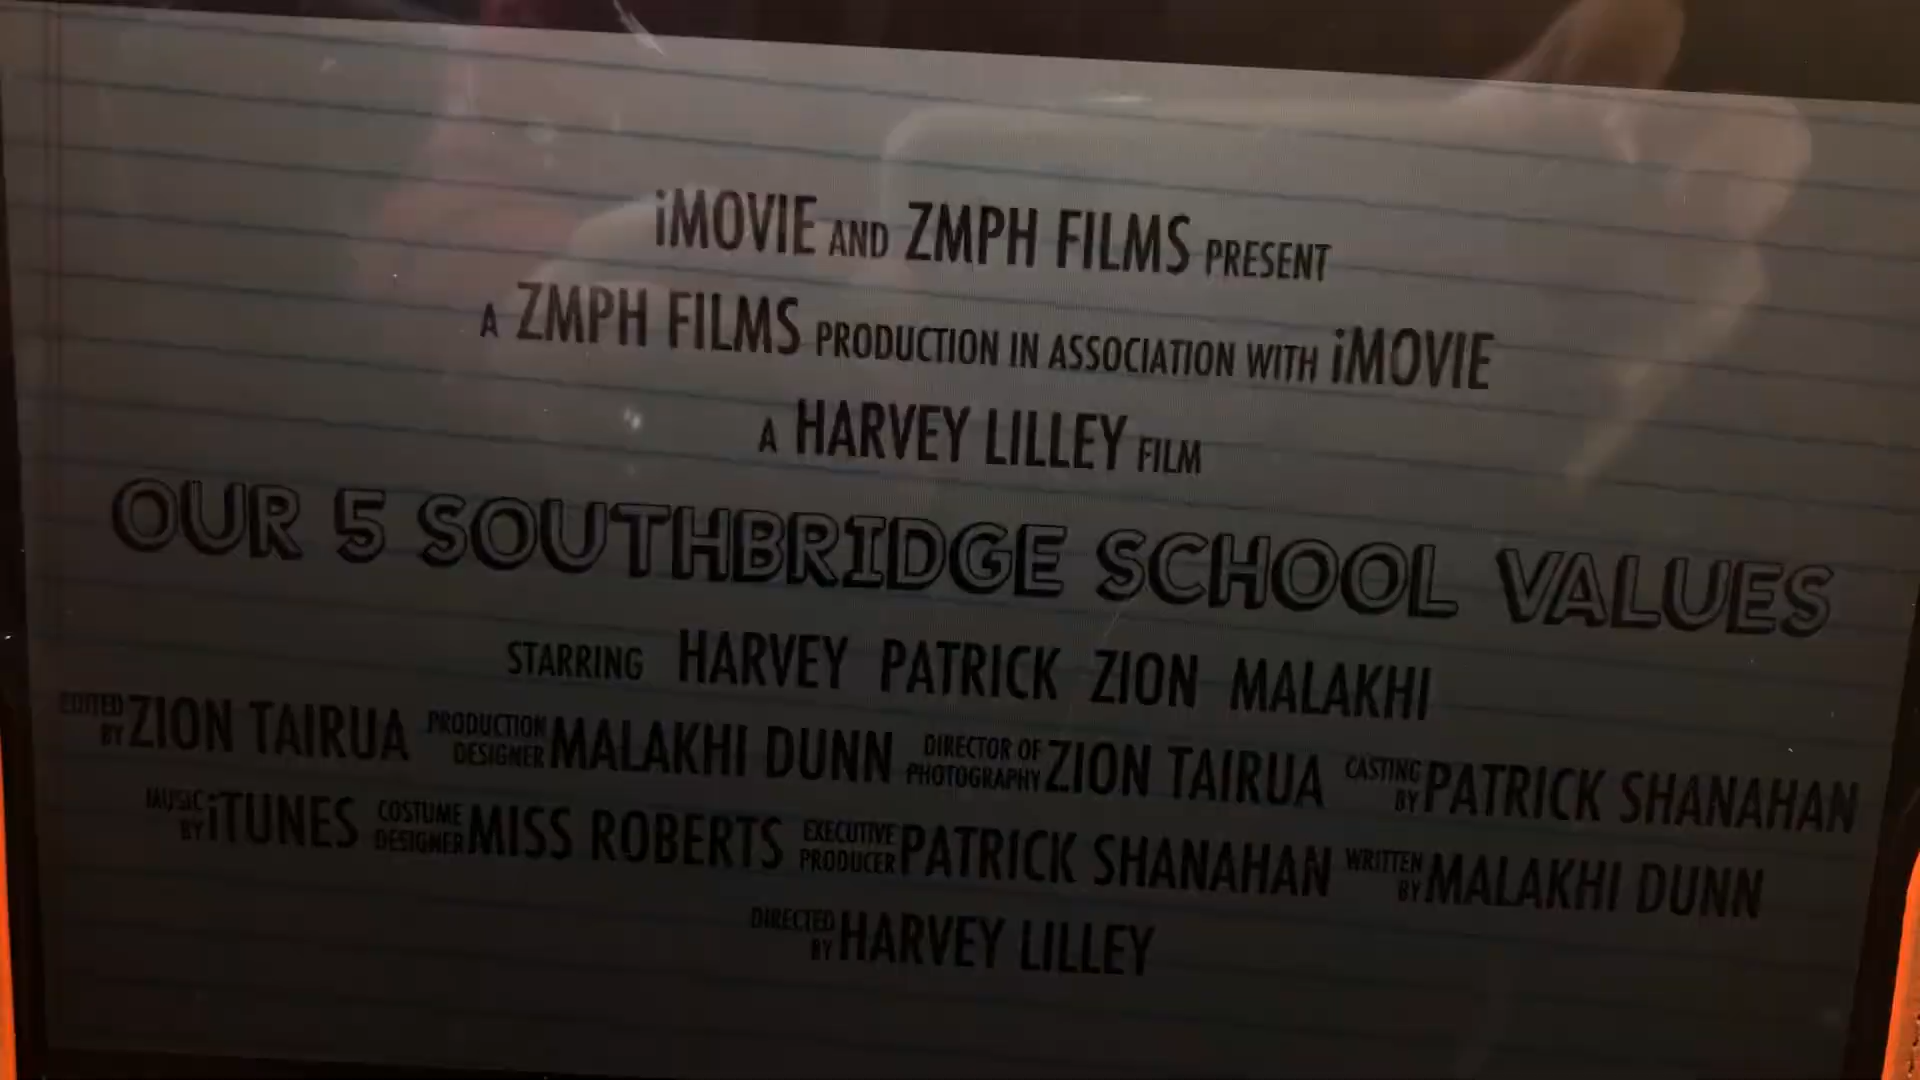 iMOVIE AND ZMPH FILMS PRESENT
A ZMPH FILMS PRODUCTION IN ASSOCIATION WITH iMOVIE
A HARVEY LILLEY FILM
OUR 5 SOUTHBRIDGE SCHOOL VALUES
STARRING HARVEY PATRICK ZION MALAKHI
EDITED BY ZION TAIRUA PRODUCTION DESIGNER MALAKHI DUNN DIRECTOR OF PHOTOGRAPHY ZION TAIRUA CASTING BY PATRICK SHANAHAN
MUSIC BY iTUNES COSTUME DESIGNER MISS ROBERTS EXECUTIVE PRODUCER PATRICK SHANAHAN WRITTEN BY MALAKHI DUNN
DIRECTED BY HARVEY LILLEY